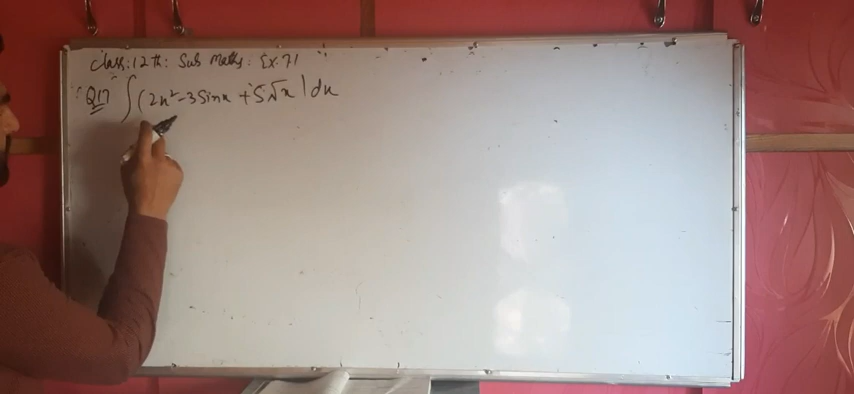 Class: 12th: Sub Maths: Ex. 7.1
Q17 ∫(2x²-3Sinx +5√x)dx